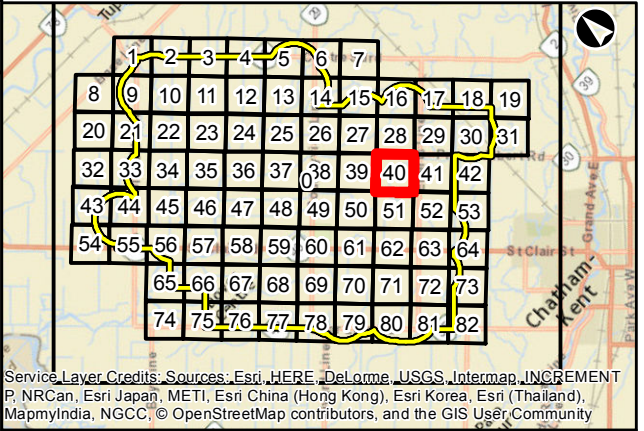 20
Tup
1 2 3 4 5 6 7
8 9 10 11 12 13 14 15 16 17 18 19
39
20 21 22 23 24 25 26 27 28 29 30 31
Rd
32 33 34 35 36 37 38 39 40 41 42
0
43 44 45 46 47 48 49 50 51 52 53
Grand Ave E
54 55 56 57 58 59 60 61 62 63 64
St Clair St
65 66 67 68 69 70 71 72 73
Chatham-
Kent
Park Ave W
74 75 76 77 78 79 80 81 82
Service Layer Credits: Sources: Esri, HERE, DeLorme, USGS, Intermap, INCREMENT
P, NRCan, Esri Japan, METI, Esri China (Hong Kong), Esri Korea, Esri (Thailand),
MapmyIndia, NGCC, © OpenStreetMap contributors, and the GIS User Community